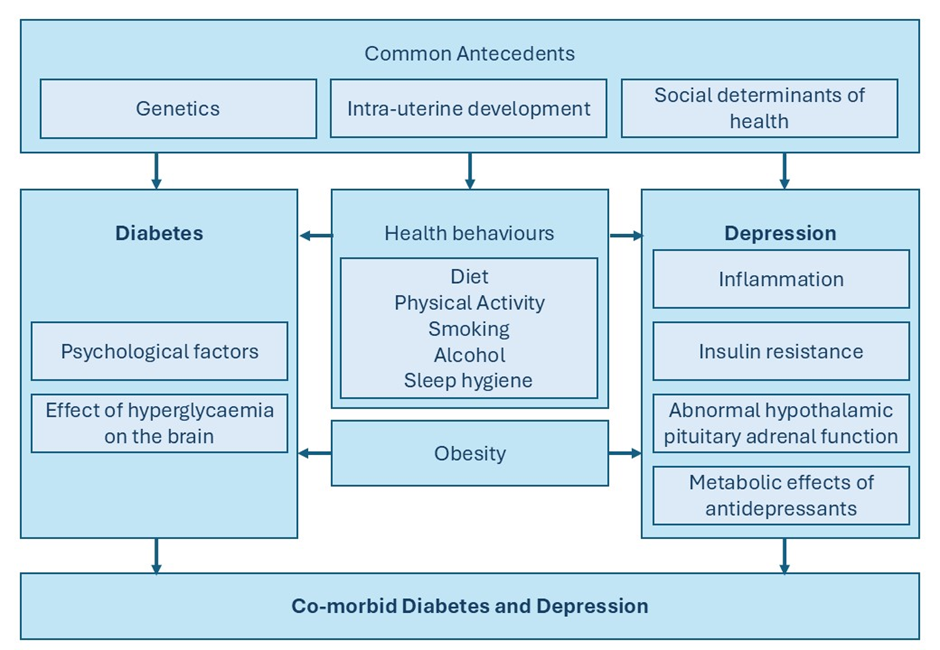 Common Antecedents
Genetics
Intra-uterine development
Social determinants of
health
Diabetes
Psychological factors
Effect of hyperglycaemia
on the brain
Health behaviours
Diet
Physical Activity
Smoking
Alcohol
Sleep hygiene
Obesity
Depression
Inflammation
Insulin resistance
Abnormal hypothalamic
pituitary adrenal function
Metabolic effects of
antidepressants
Co-morbid Diabetes and Depression